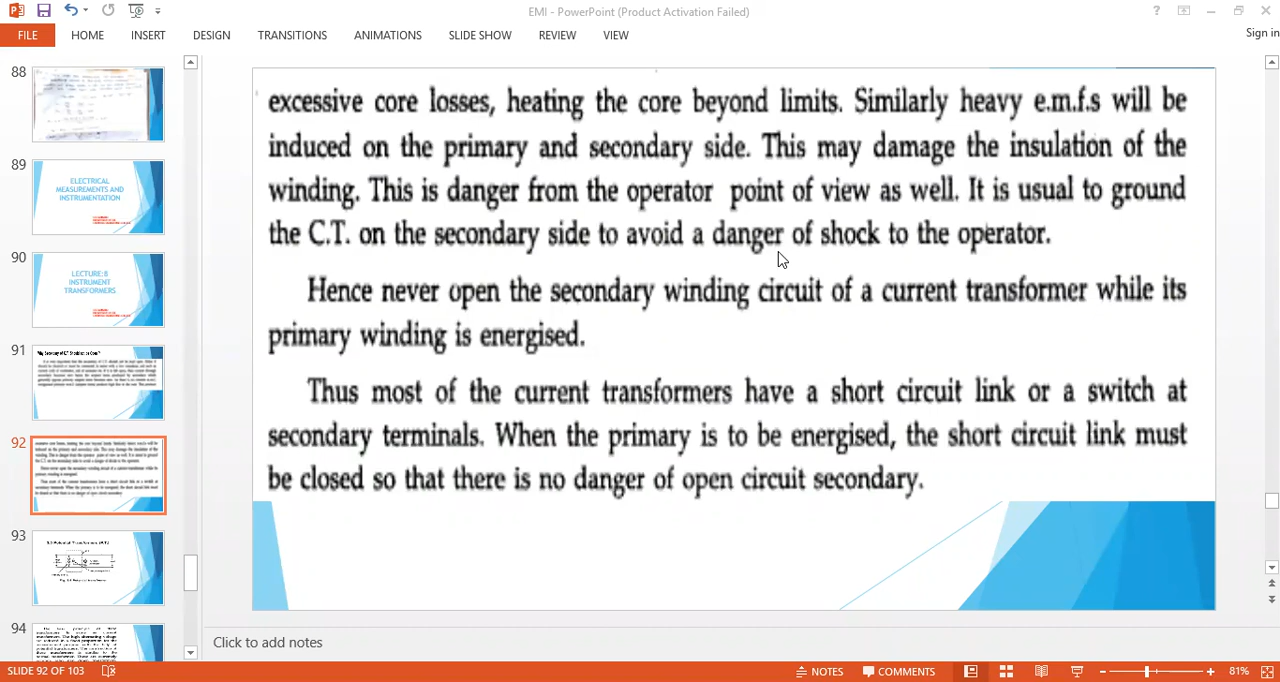 EMI - PowerPoint (Product Activation Failed)
FILE HOME INSERT DESIGN TRANSITIONS ANIMATIONS SLIDE SHOW REVIEW VIEW Sign in
88
89
ELECTRICAL
MEASUREMENTS AND
INSTRUMENTATION
90
LECTURE: 8
INSTRUMENT
TRANSFORMERS
91
92
93
94
excessive core losses, heating the core beyond limits. Similarly heavy e.m.f.s will be
induced on the primary and secondary side. This may damage the insulation of the
winding. This is danger from the operator point of view as well. It is usual to ground
the C.T. on the secondary side to avoid a danger of shock to the operator.
Hence never open the secondary winding circuit of a current transformer while its
primary winding is energised.
Thus most of the current transformers have a short circuit link or a switch at
secondary terminals. When the primary is to be energised, the short circuit link must
be closed so that there is no danger of open circuit secondary.
Click to add notes
SLIDE 92 OF 103 NOTES COMMENTS 81%